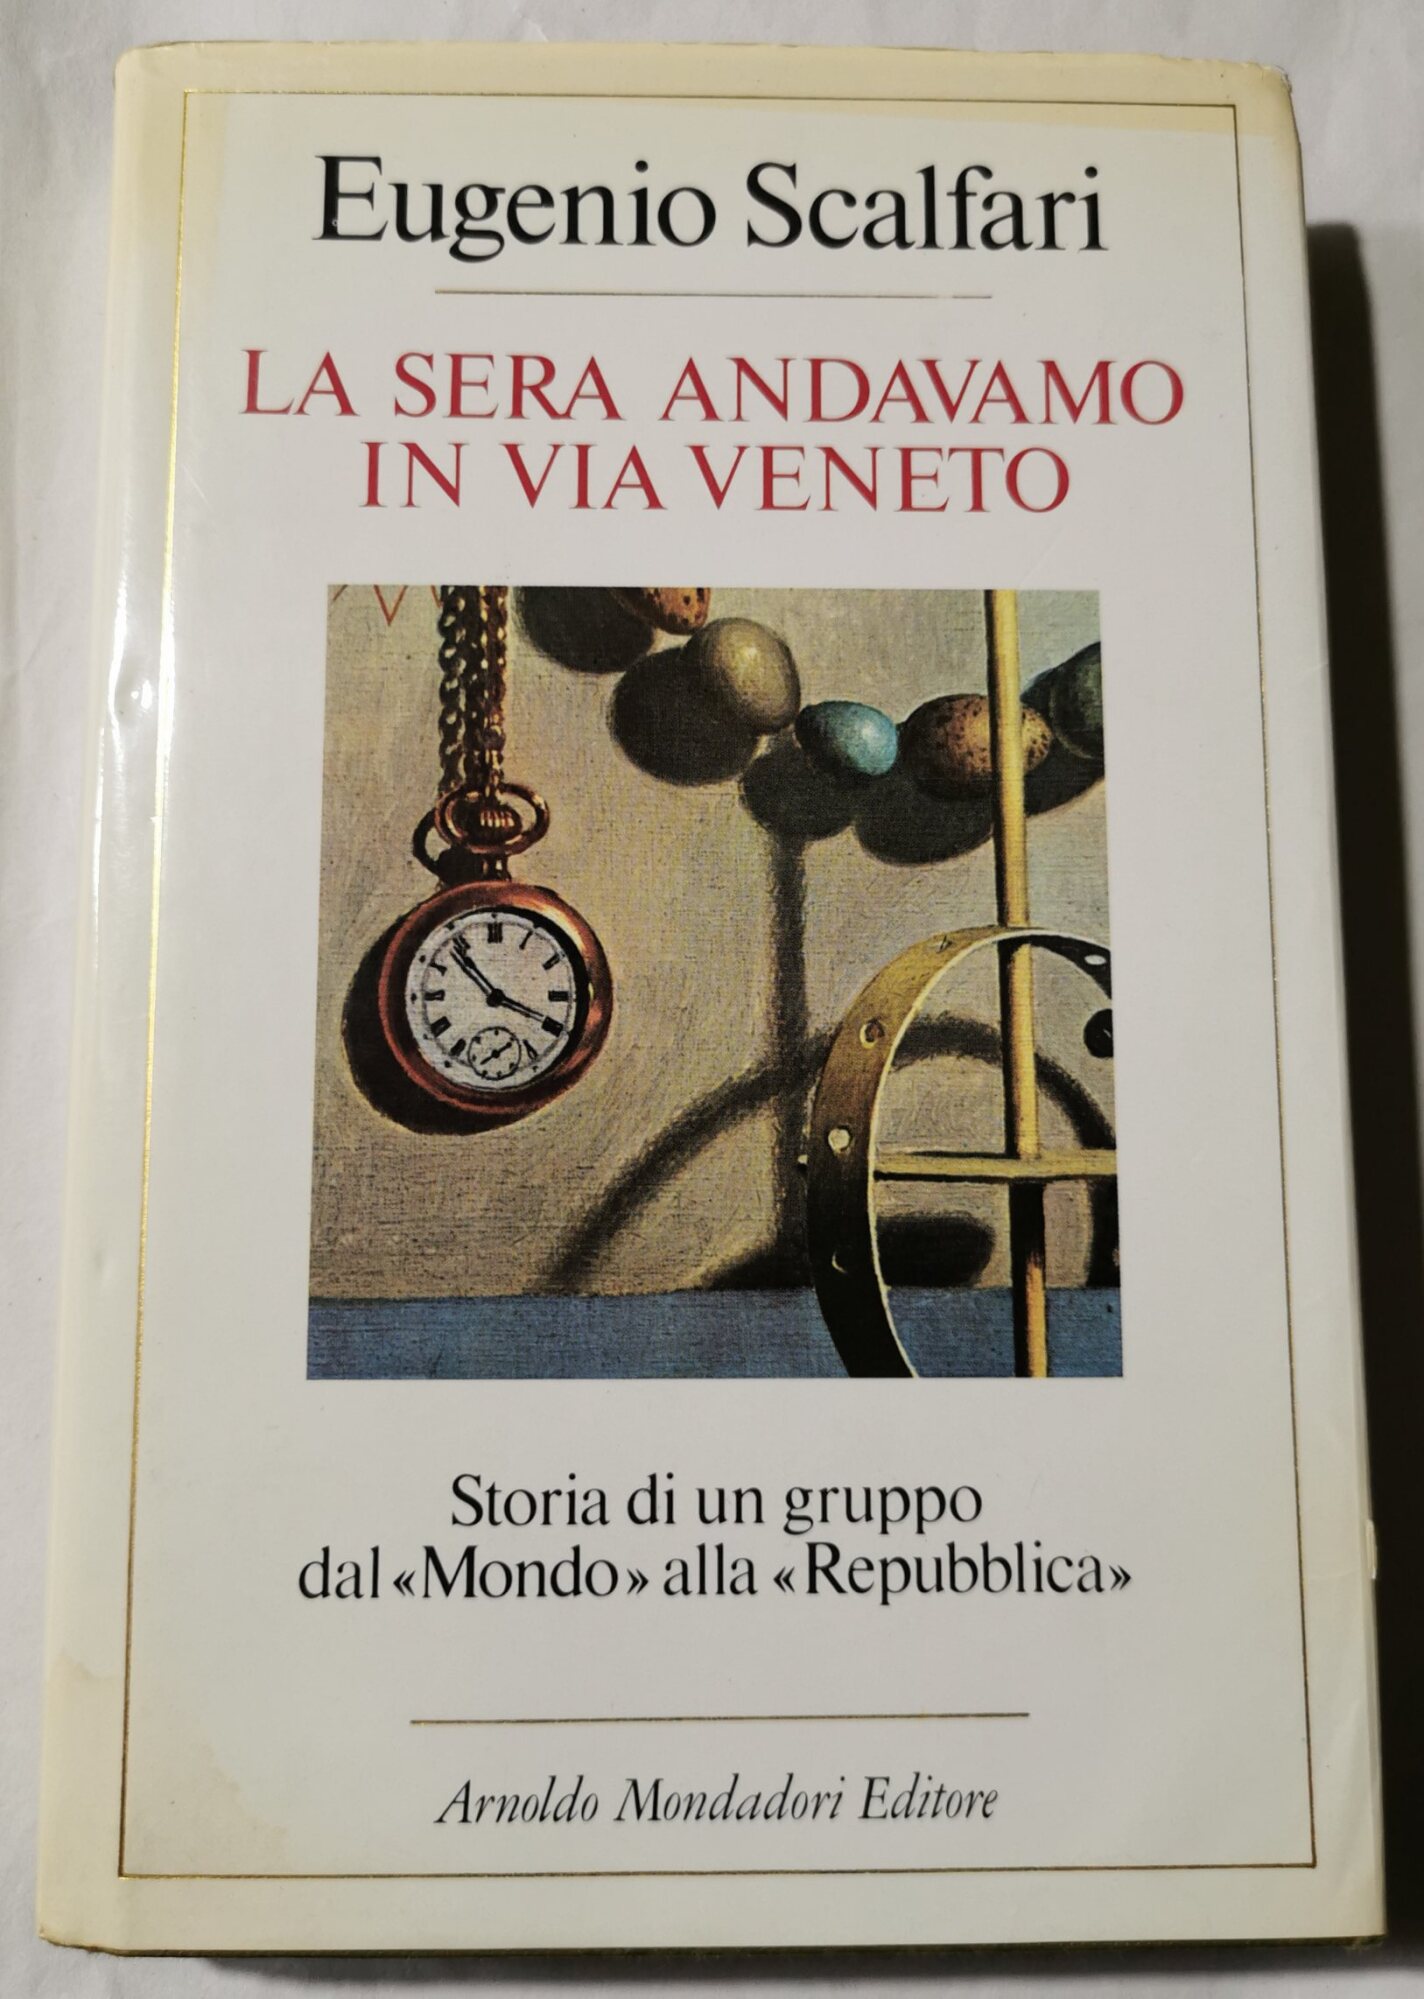 Eugenio Scalfari
LA SERA ANDAVAMO
IN VIA VENETO
Storia di un gruppo
dal «Mondo» alla «Repubblica»
Arnoldo Mondadori Editore